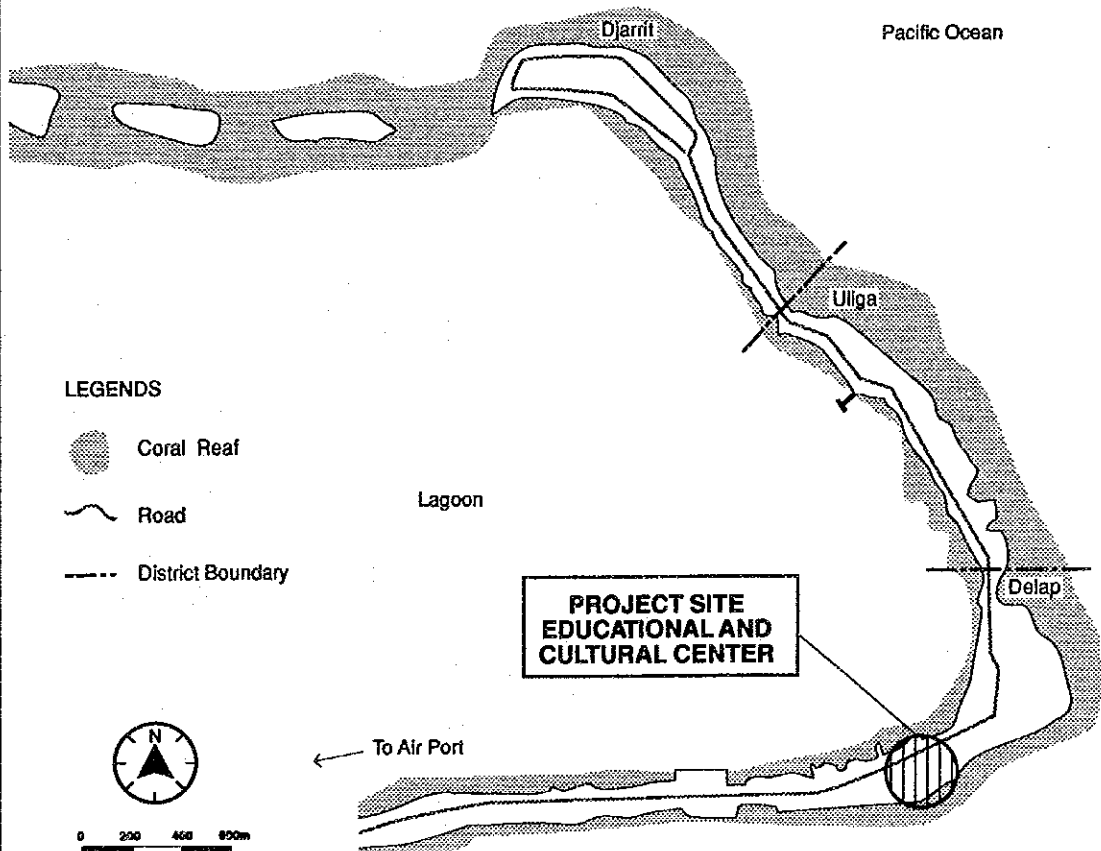 Djarrit
Pacific Ocean
Uliga
LEGENDS
Coral Reaf
Road
District Boundary
Lagoon
Delap
PROJECT SITE
EDUCATIONAL AND
CULTURAL CENTER
N
To Air Port
0 200 400 800m